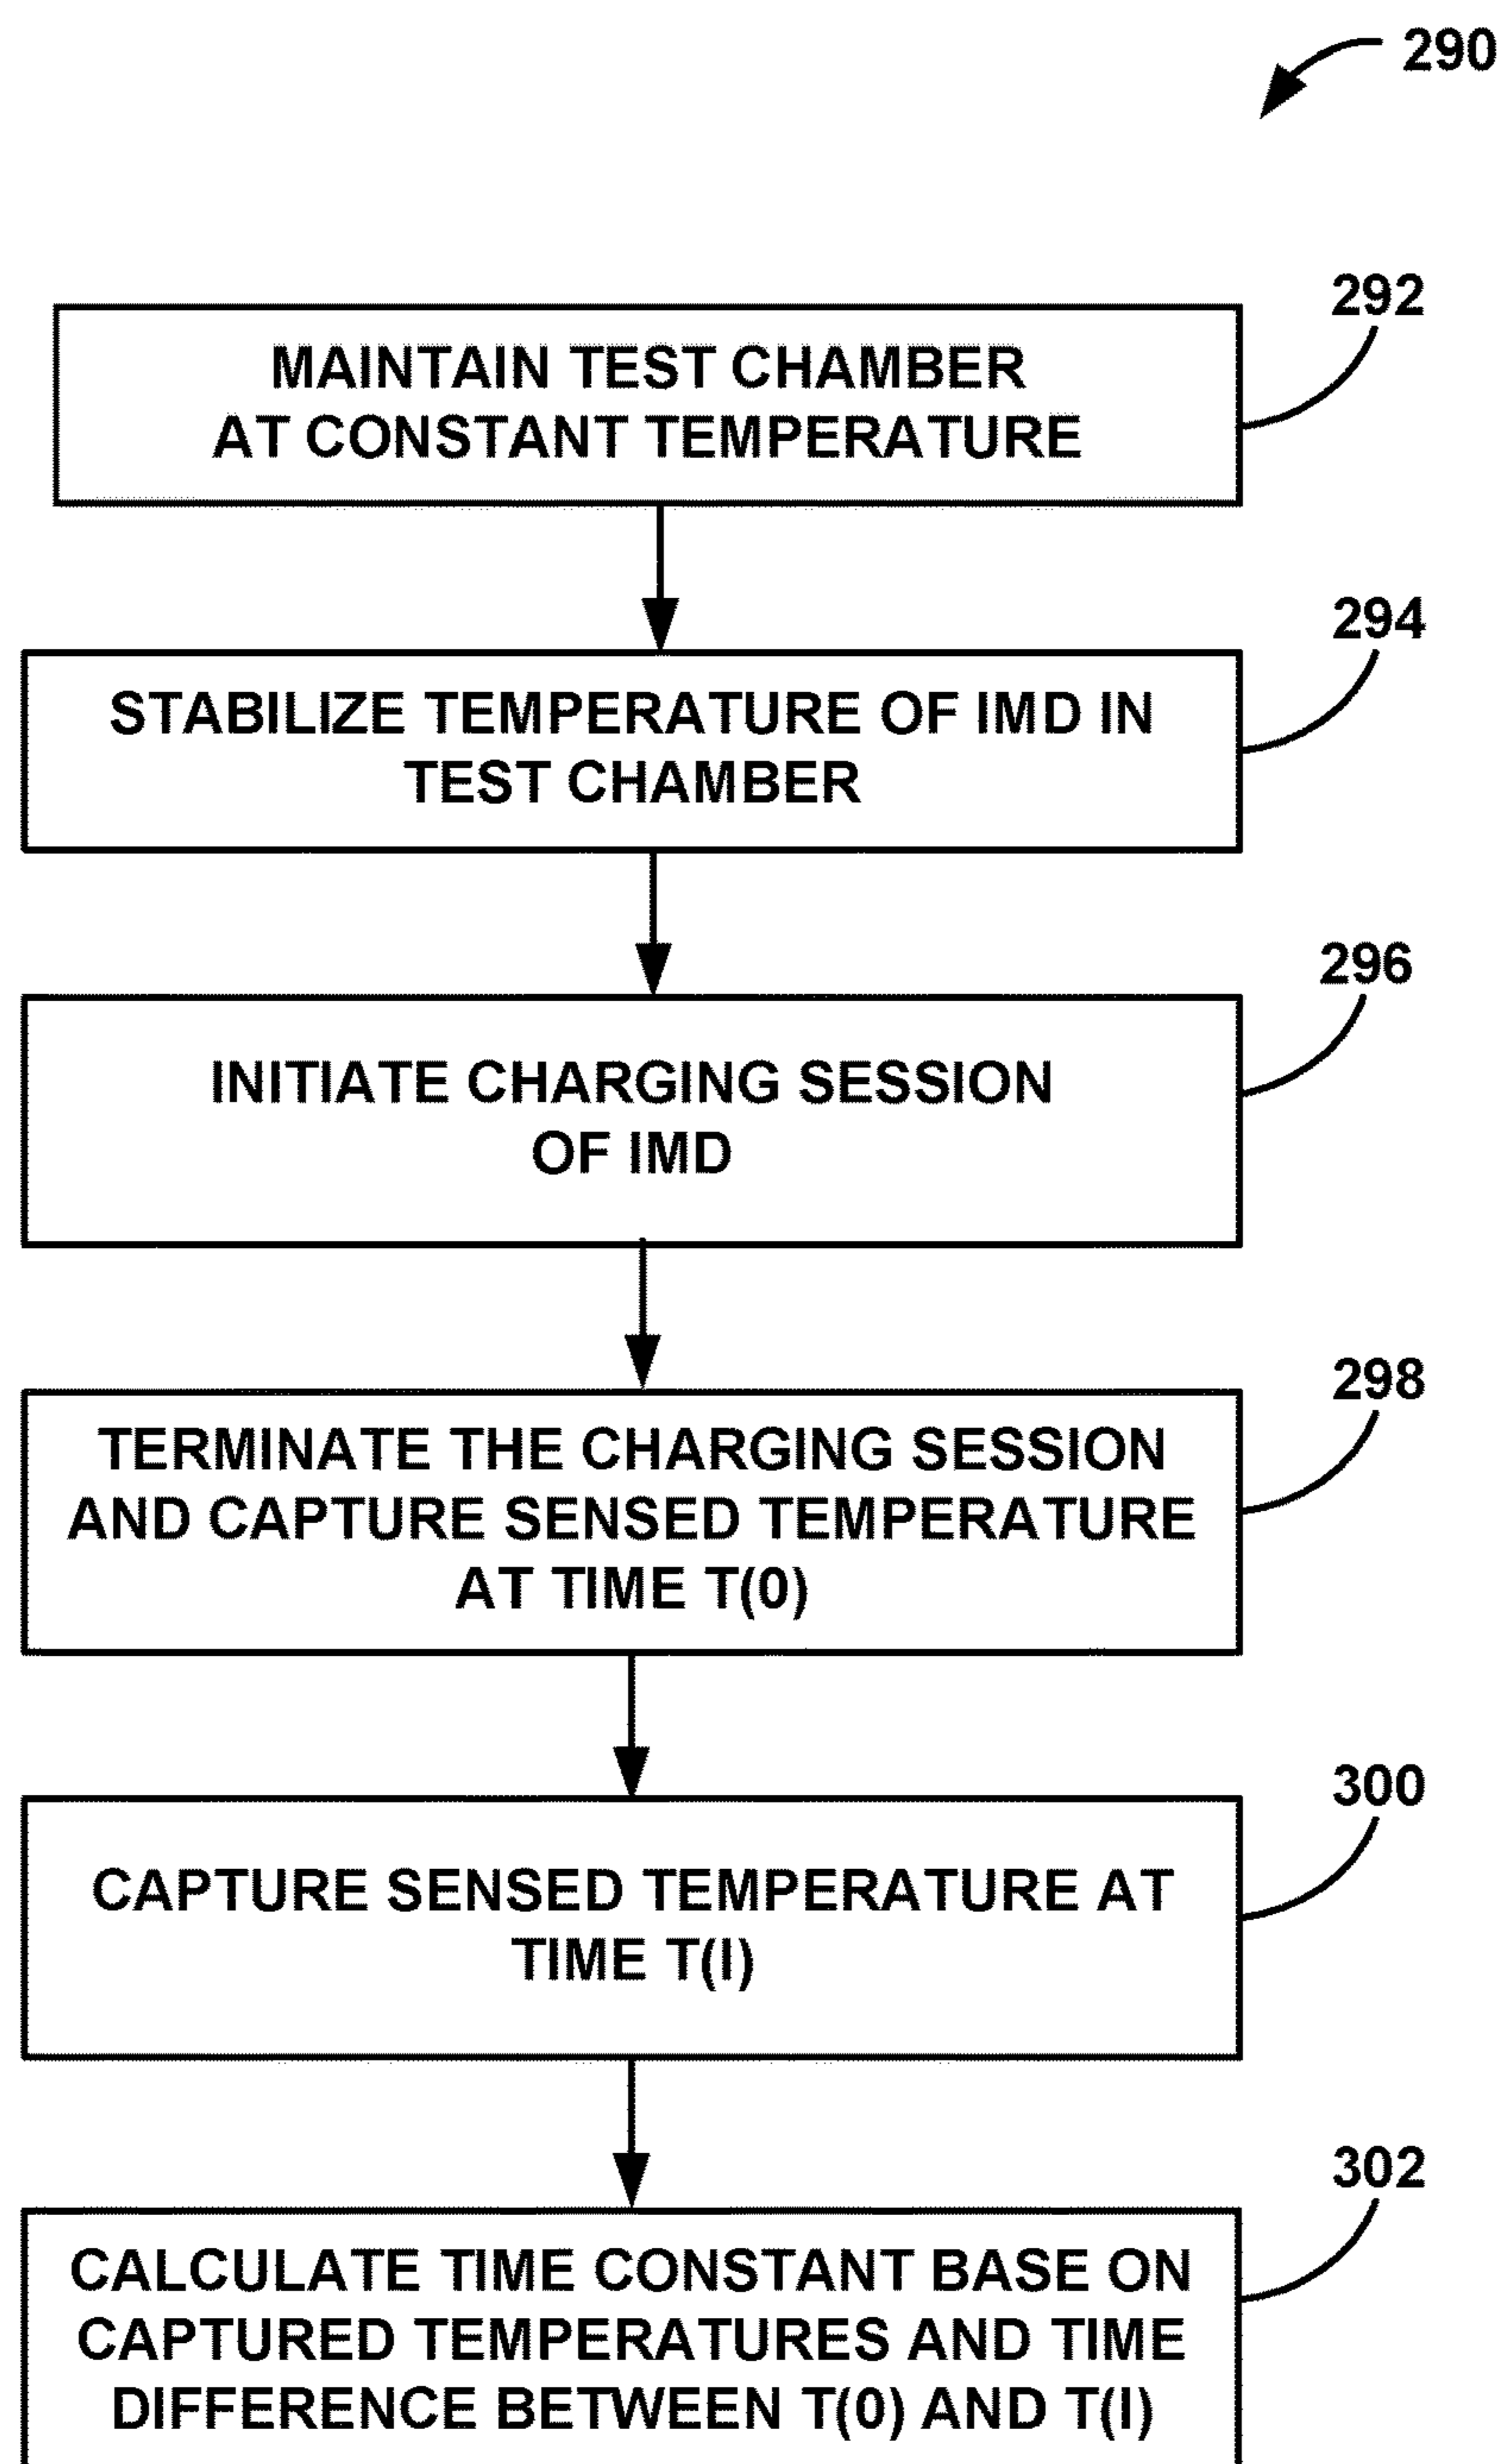 290
292
MAINTAIN TEST CHAMBER
AT CONSTANT TEMPERATURE
294
STABILIZE TEMPERATURE OF IMD IN
TEST CHAMBER
296
INITIATE CHARGING SESSION
OF IMD
298
TERMINATE THE CHARGING SESSION
AND CAPTURE SENSED TEMPERATURE
AT TIME T(0)
300
CAPTURE SENSED TEMPERATURE AT
TIME T(I)
302
CALCULATE TIME CONSTANT BASE ON
CAPTURED TEMPERATURES AND TIME
DIFFERENCE BETWEEN T(0) AND T(I)